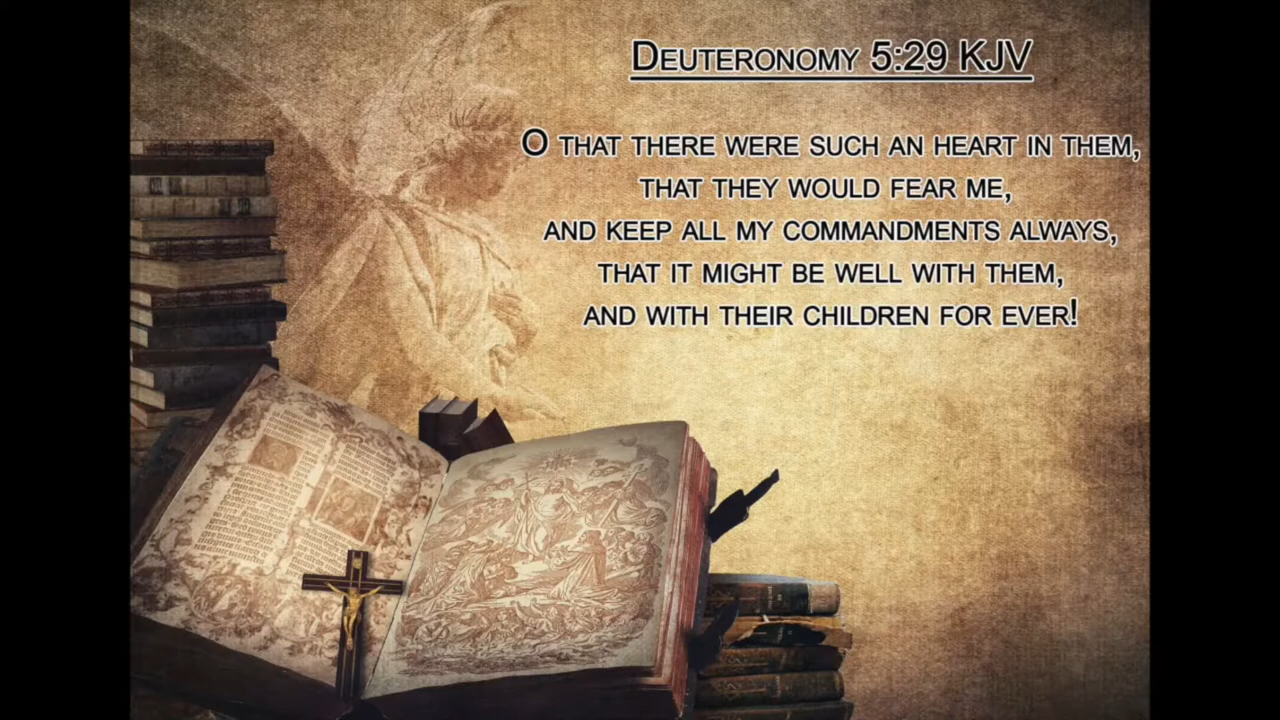 Deuteronomy 5:29 KJV
O that there were such an heart in them,
that they would fear me,
and keep all my commandments always,
that it might be well with them,
and with their children for ever!